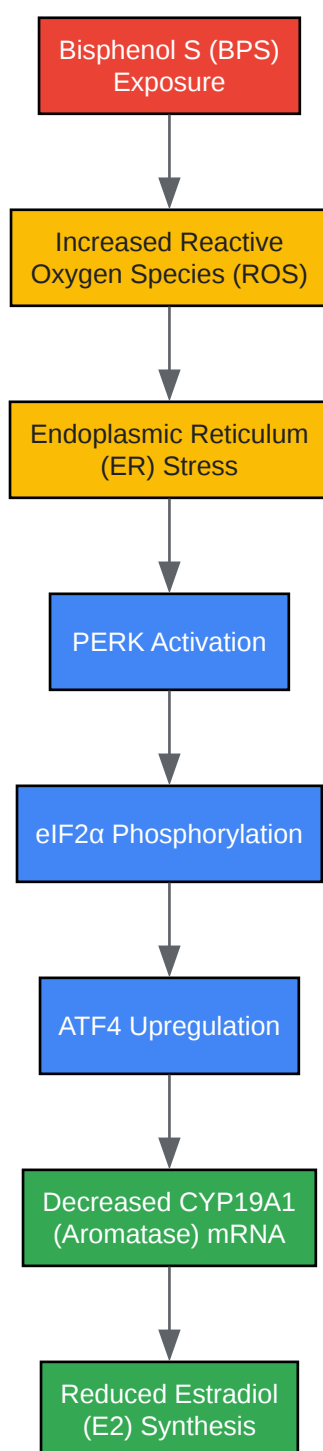 Bisphenol S (BPS)
Exposure
Increased Reactive
Oxygen Species (ROS)
Endoplasmic Reticulum
(ER) Stress
PERK Activation
eIF2α Phosphorylation
ATF4 Upregulation
Decreased CYP19A1
(Aromatase) mRNA
Reduced Estradiol
(E2) Synthesis